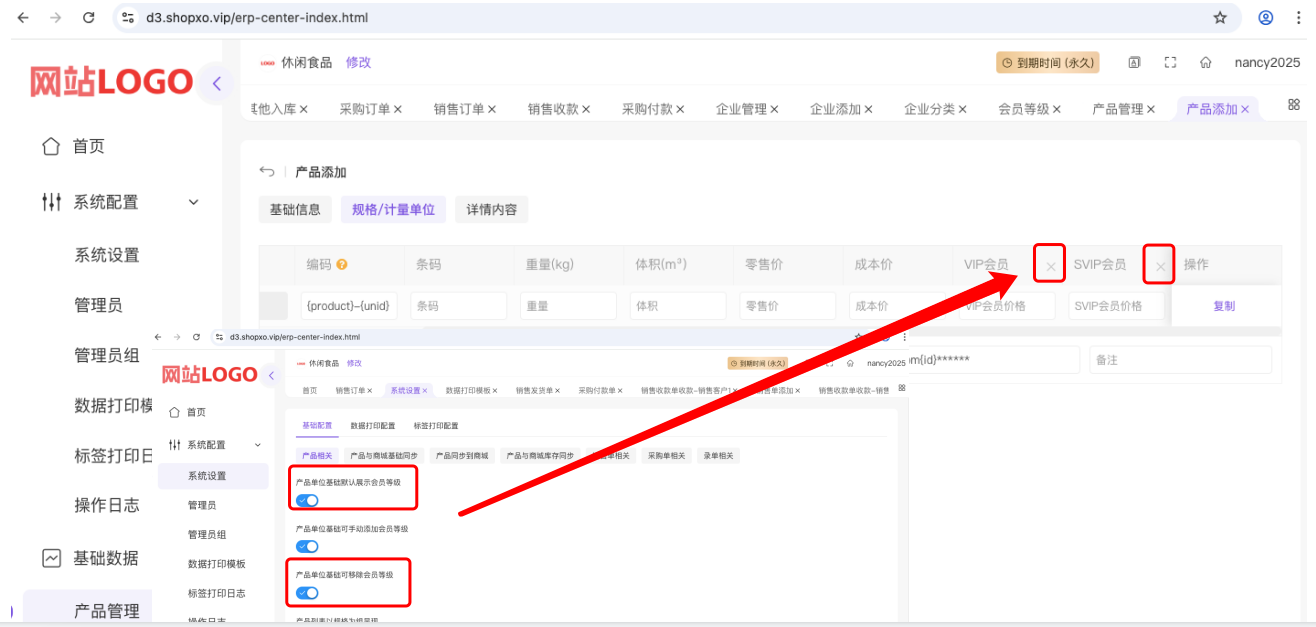 d3.shopxo.vip/erp-center-index.html
网站LOGO
LOGO 休闲食品 修改 到期时间 (永久) nancy2025
其他入库 采购订单 销售订单 销售收款 采购付款 企业管理 企业添加 企业分类 会员等级 产品管理 产品添加
首页
系统配置
系统设置
管理员
管理员组
数据打印模
标签打印日
操作日志
基础数据
产品管理
产品添加
基础信息 规格/计量单位 详情内容
编码 条码 重量(kg) 体积(m³) 零售价 成本价 VIP会员 SVIP会员 操作
{product}-{unid} 条码 重量 体积 零售价 成本价 VIP会员价格 SVIP会员价格 复制
{id}****** 备注
d3.shopxo.vip/erp-center-index.html
网站LOGO
休闲食品 修改 到期时间 (永久) nancy2025
首页 销售订单 系统设置 数据打印模板 销售发货单 采购付款单 销售收款单收款-销售客户1 售单添加 销售收款单收款-销售
首页
系统配置
系统设置
管理员
管理员组
数据打印模板
标签打印日志
操作日志
基础配置 数据打印配置 标签打印配置
产品相关 产品与商城基础同步 产品同步到商城 产品与商城库存同步 单相关 采购单相关 录单相关
产品单位基础默认展示会员等级
产品单位基础可手动添加会员等级
产品单位基础可移除会员等级
产品列表以规格为组呈现